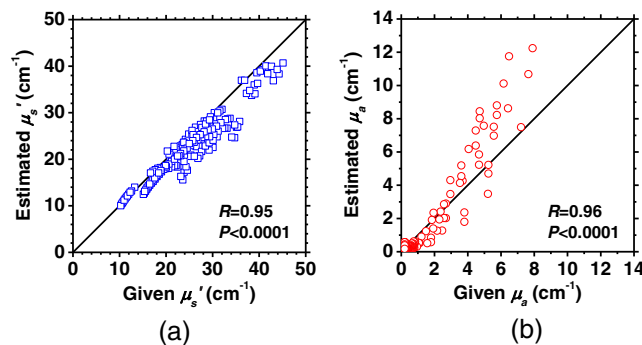 50
40
30
20
10
0
Estimated μs' (cm⁻¹)
R=0.95
P<0.0001
0 10 20 30 40 50
Given μs' (cm⁻¹)
(a)
14
12
10
8
6
4
2
0
Estimated μa (cm⁻¹)
R=0.96
P<0.0001
0 2 4 6 8 10 12 14
Given μa (cm⁻¹)
(b)